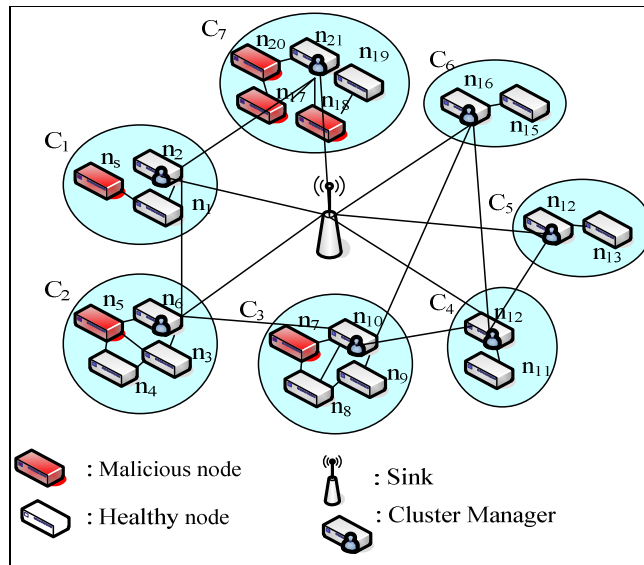 C7
n20
n21
n19
n17
n18
C6
n16
n15
C1
ns
n2
n1
C5
n12
n13
C2
n5
n6
n3
n4
C3
n7
n10
n9
n8
C4
n12
n11
: Malicious node
: Sink
: Healthy node
: Cluster Manager